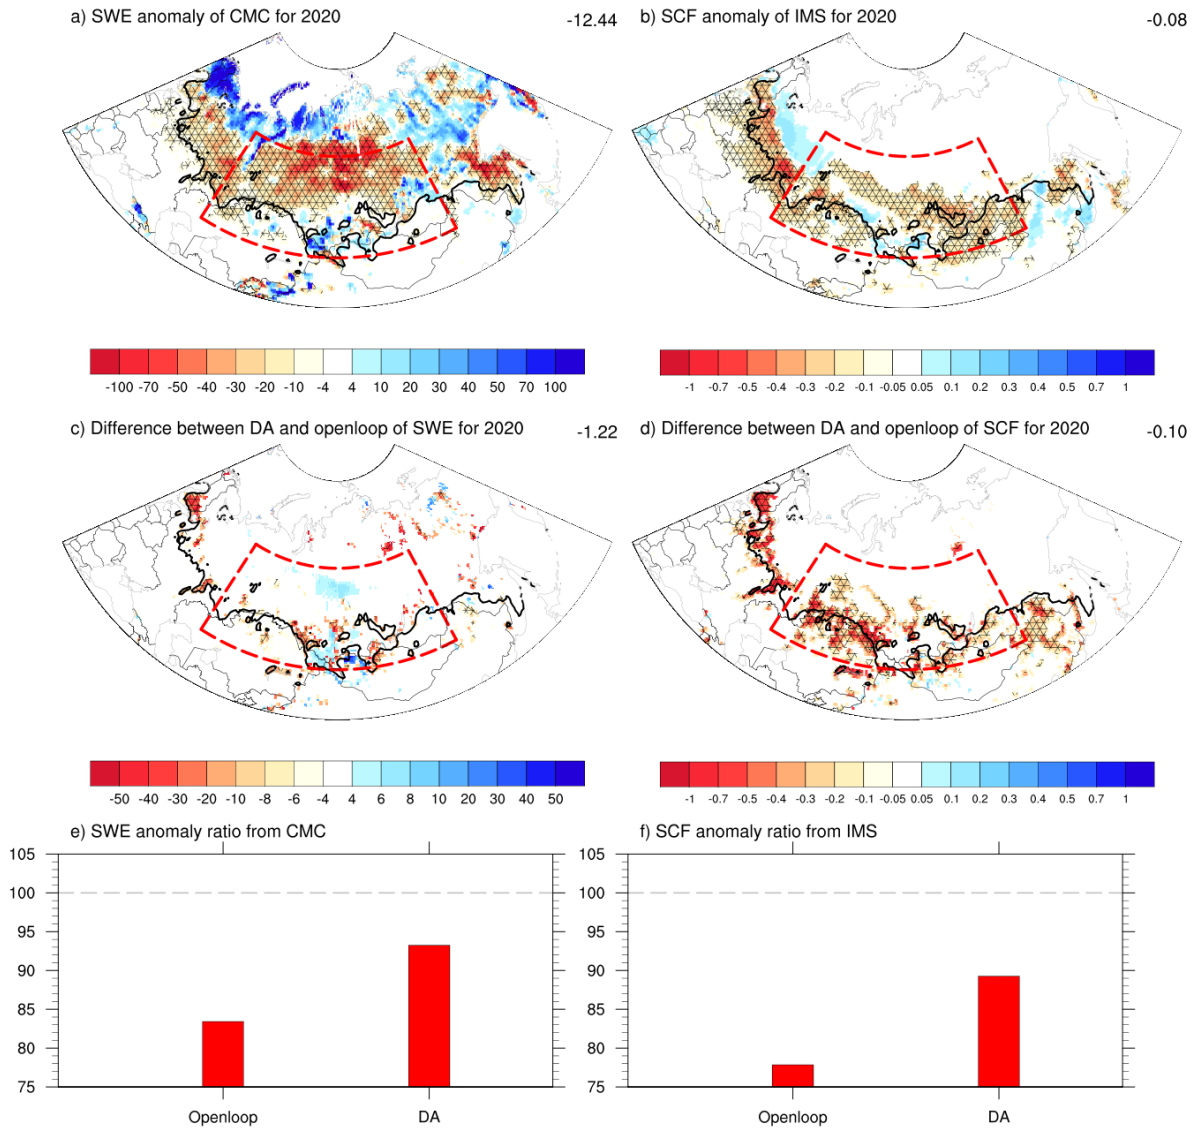 a) SWE anomaly of CMC for 2020 -12.44
b) SCF anomaly of IMS for 2020 -0.08
-100 -70 -50 -40 -30 -20 -10 -4 4 10 20 30 40 50 70 100
-1 -0.7 -0.5 -0.4 -0.3 -0.2 -0.1 -0.05 0.05 0.1 0.2 0.3 0.4 0.5 0.7 1
c) Difference between DA and openloop of SWE for 2020 -1.22
d) Difference between DA and openloop of SCF for 2020 -0.10
-50 -40 -30 -20 -10 -8 -6 -4 4 6 8 10 20 30 40 50
-1 -0.7 -0.5 -0.4 -0.3 -0.2 -0.1 -0.05 0.05 0.1 0.2 0.3 0.4 0.5 0.7 1
e) SWE anomaly ratio from CMC
105
100
95
90
85
80
75
Openloop DA
f) SCF anomaly ratio from IMS
105
100
95
90
85
80
75
Openloop DA